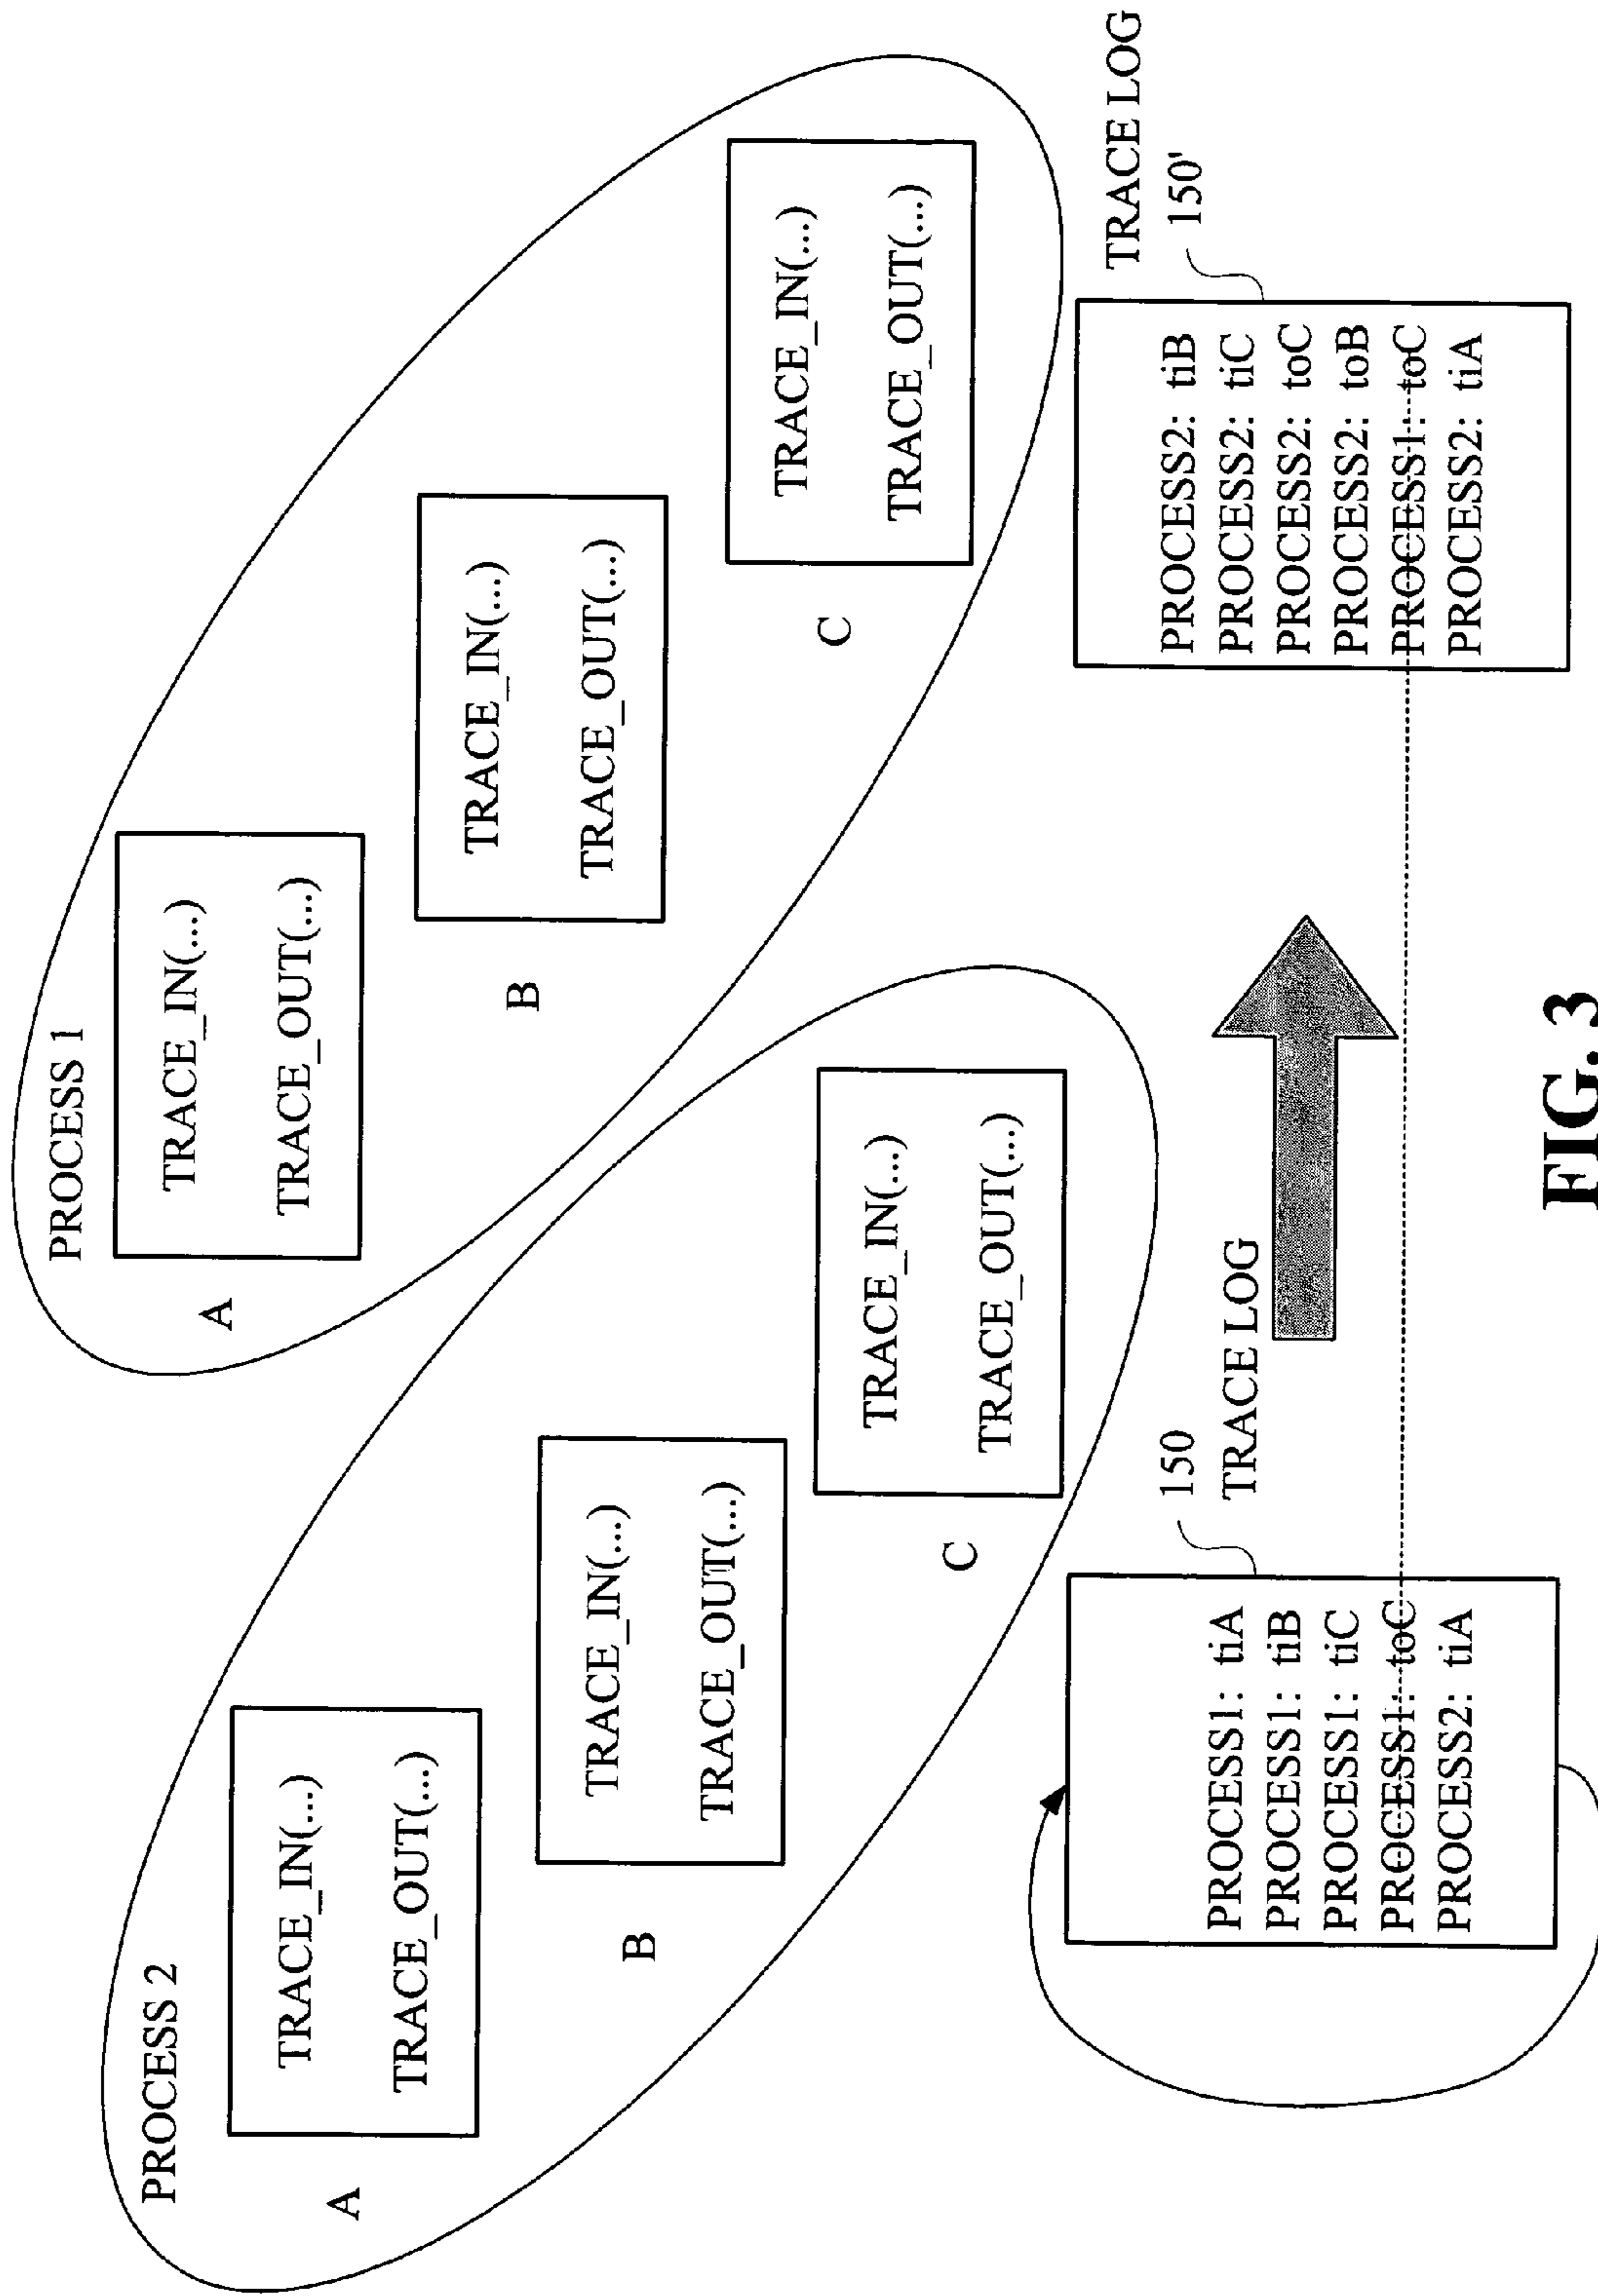 PROCESS 1
A
TRACE_IN(...)
TRACE_OUT(...)
B
TRACE_IN(...)
TRACE_OUT(...)
C
TRACE_IN(...)
TRACE_OUT(...)
PROCESS 2
A
TRACE_IN(...)
TRACE_OUT(...)
B
TRACE_IN(...)
TRACE_OUT(...)
C
TRACE_IN(...)
TRACE_OUT(...)
150
TRACE LOG
PROCESS1: tiA
PROCESS1: tiB
PROCESS1: tiC
PROCESS1: toC
PROCESS2: tiA
TRACE LOG
150'
PROCESS2: tiB
PROCESS2: tiC
PROCESS2: toC
PROCESS2: toB
PROCESS1: toC
PROCESS2: tiA
FIG. 3